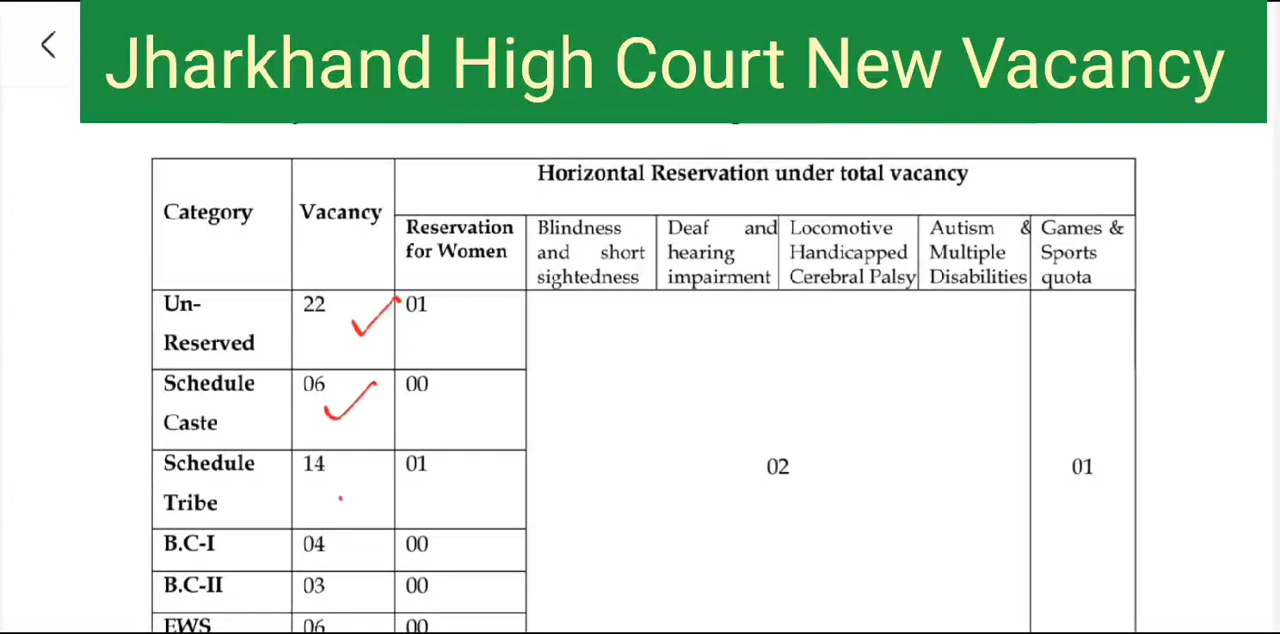 Jharkhand High Court New Vacancy
Horizontal Reservation under total vacancy
Category
Vacancy
Reservation
for Women
Blindness
and short
sightedness
Deaf and
hearing
impairment
Locomotive
Handicapped
Cerebral Palsy
Autism &
Multiple
Disabilities
Games &
Sports
quota
Un-
Reserved
22
01
Schedule
Caste
06
00
Schedule
Tribe
14
01
02
01
B.C-I
04
00
B.C-II
03
00
EWS
06
00